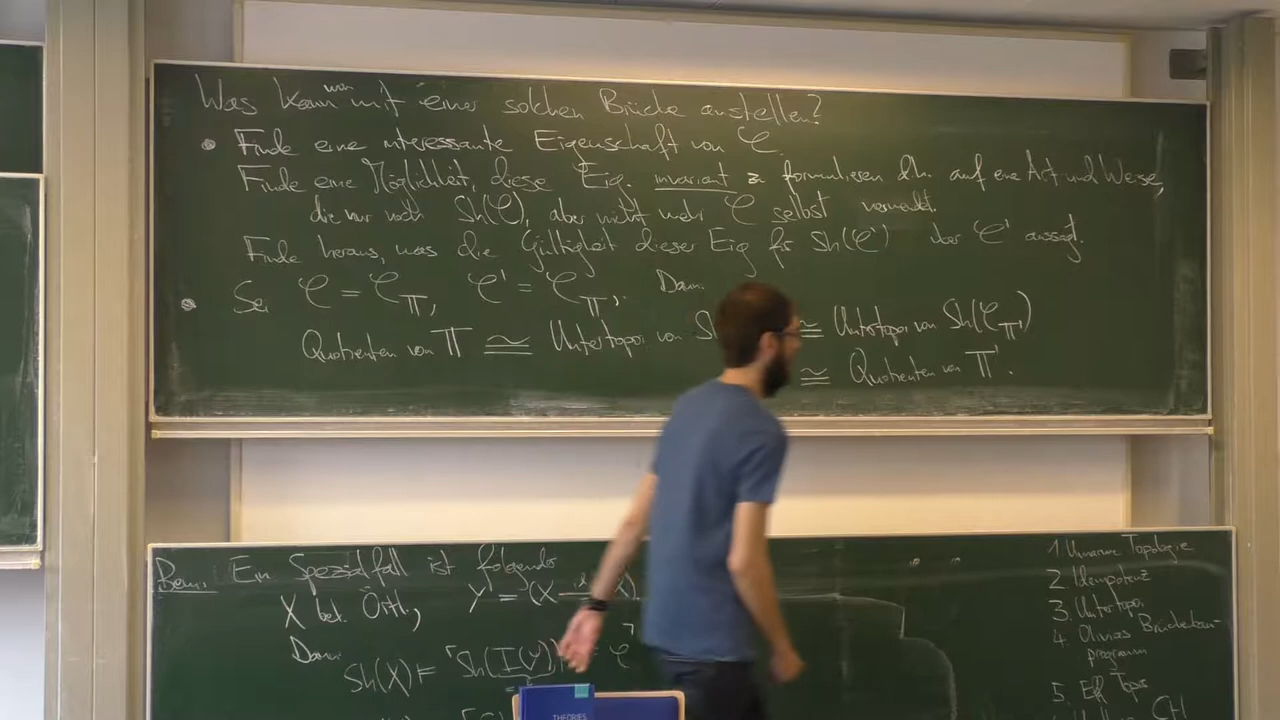 Was kann man mit einer solchen Brücke anstellen?
• Finde eine interessante Eigenschaft von 𝒞.
Finde eine Möglichkeit, diese Eig. invariant zu formulieren d.h. auf eine Art und Weise,
die nur noch Sh(𝒞), aber nicht mehr 𝒞 selbst
Finde heraus, was die Gültigkeit dieser Eig für Sh(𝒞') über 𝒞' aussagt.
• Sei 𝒞 = 𝒞_𝕋, 𝒞' = 𝒞_𝕋'. Dann:
Quotienten von 𝕋 ≅ Untertopoi von S ≅ Untertopoi von Sh(𝒞_𝕋')
≅ Quotienten von 𝕋'.
Bem. Ein Spezialfall ist folgender
X bel. Örtl., Y = (X
Dann:
Sh(X) ⊨ ⌜Sh(I(Y))
1. Universum Topologie
2. Idempotenz
3. Untertopoi
4. Olivias Brückenbau-
programm
5. Eff Topos
CH
THEORIES